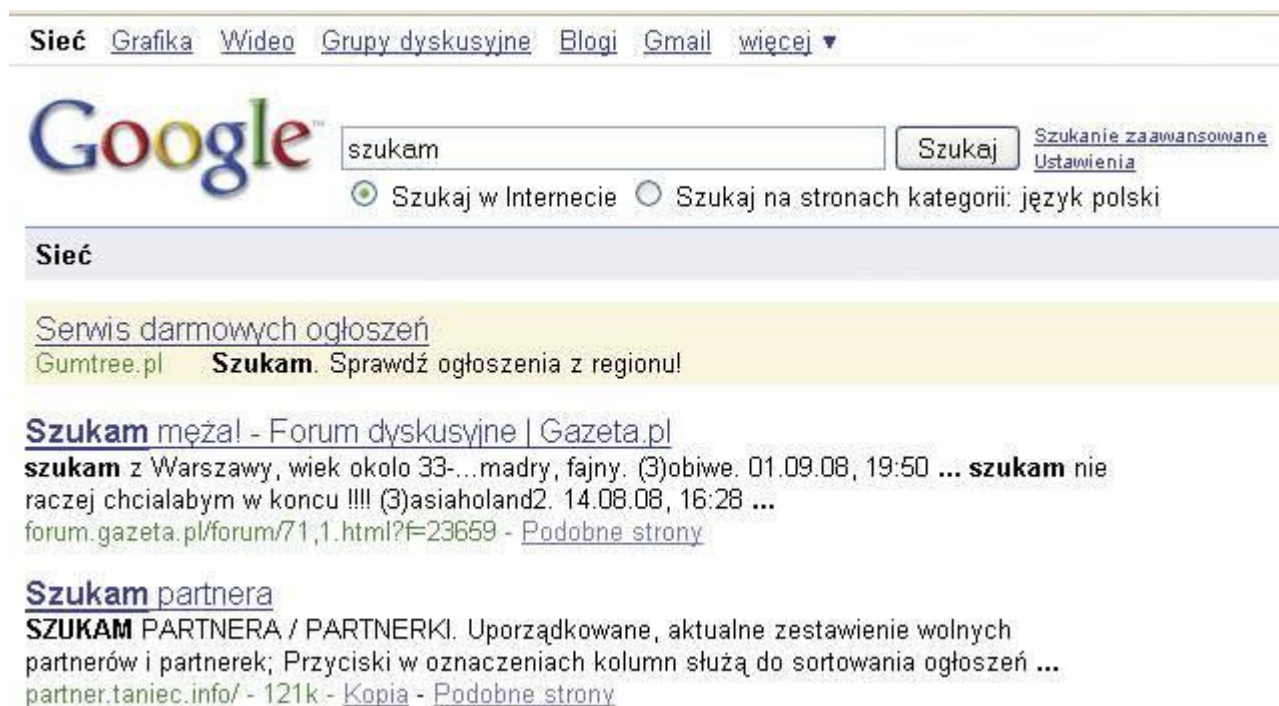 Sieć Grafika Wideo Grupy dyskusyjne Blogi Gmail więcej ▼
Google™ szukam Szukaj Szukanie zaawansowane
Ustawienia
Szukaj w Internecie Szukaj na stronach kategorii: język polski
Sieć
Serwis darmowych ogłoszeń
Gumtree.pl Szukam. Sprawdź ogłoszenia z regionu!
Szukam męża! - Forum dyskusyjne | Gazeta.pl
szukam z Warszawy, wiek okolo 33-...madry, fajny. (3)obiwe. 01.09.08, 19:50 ... szukam nie
raczej chcialabym w koncu !!!! (3)asiaholand2. 14.08.08, 16:28 ...
forum.gazeta.pl/forum/71,1.html?f=23659 - Podobne strony
Szukam partnera
SZUKAM PARTNERA / PARTNERKI. Uporządkowane, aktualne zestawienie wolnych
partnerów i partnerek; Przyciski w oznaczeniach kolumn służą do sortowania ogłoszeń ...
partner.taniec.info/ - 121k - Kopia - Podobne strony